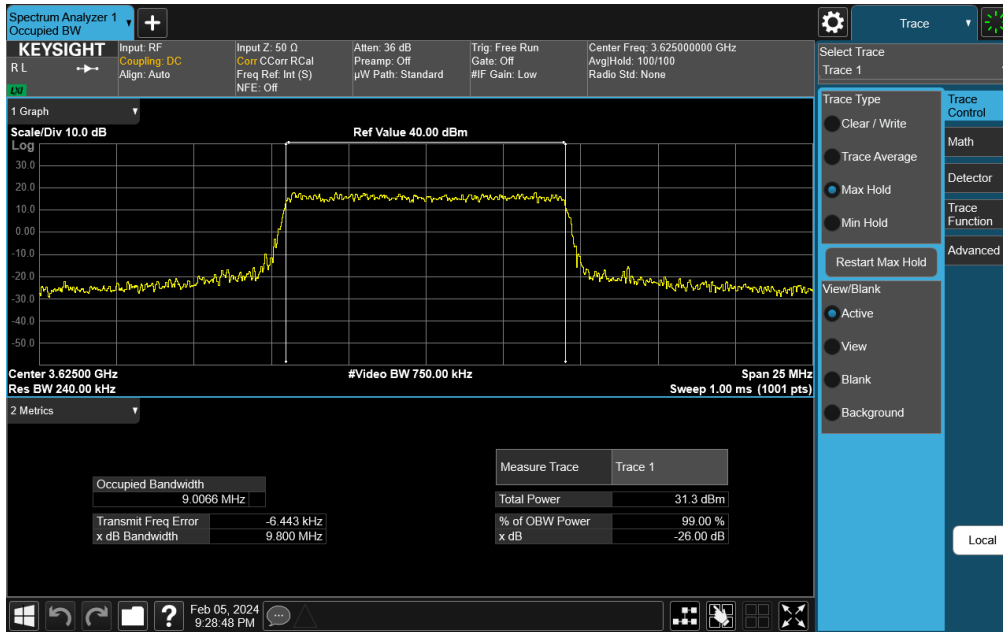 Spectrum Analyzer 1
Occupied BW
KEYSIGHT
R L
LXI
Input: RF
Coupling: DC
Align: Auto
Input Z: 50 Ω
Corr CCorr RCal
Freq Ref: Int (S)
NFE: Off
Atten: 36 dB
Preamp: Off
µW Path: Standard
Trig: Free Run
Gate: Off
#IF Gain: Low
Center Freq: 3.625000000 GHz
Avg|Hold: 100/100
Radio Std: None
1 Graph
Scale/Div 10.0 dB
Ref Value 40.00 dBm
Log
30.0
20.0
10.0
0.00
-10.0
-20.0
-30.0
-40.0
-50.0
Center 3.62500 GHz
#Video BW 750.00 kHz
Span 25 MHz
Res BW 240.00 kHz
Sweep 1.00 ms (1001 pts)
2 Metrics
Occupied Bandwidth
9.0066 MHz
Transmit Freq Error -6.443 kHz
x dB Bandwidth 9.800 MHz
Measure Trace Trace 1
Total Power 31.3 dBm
% of OBW Power 99.00 %
x dB -26.00 dB
?
Feb 05, 2024
9:28:48 PM
Trace
Select Trace
Trace 1
Trace Type
Clear / Write
Trace Average
Max Hold
Min Hold
Restart Max Hold
View/Blank
Active
View
Blank
Background
Trace
Control
Math
Detector
Trace
Function
Advanced
Local